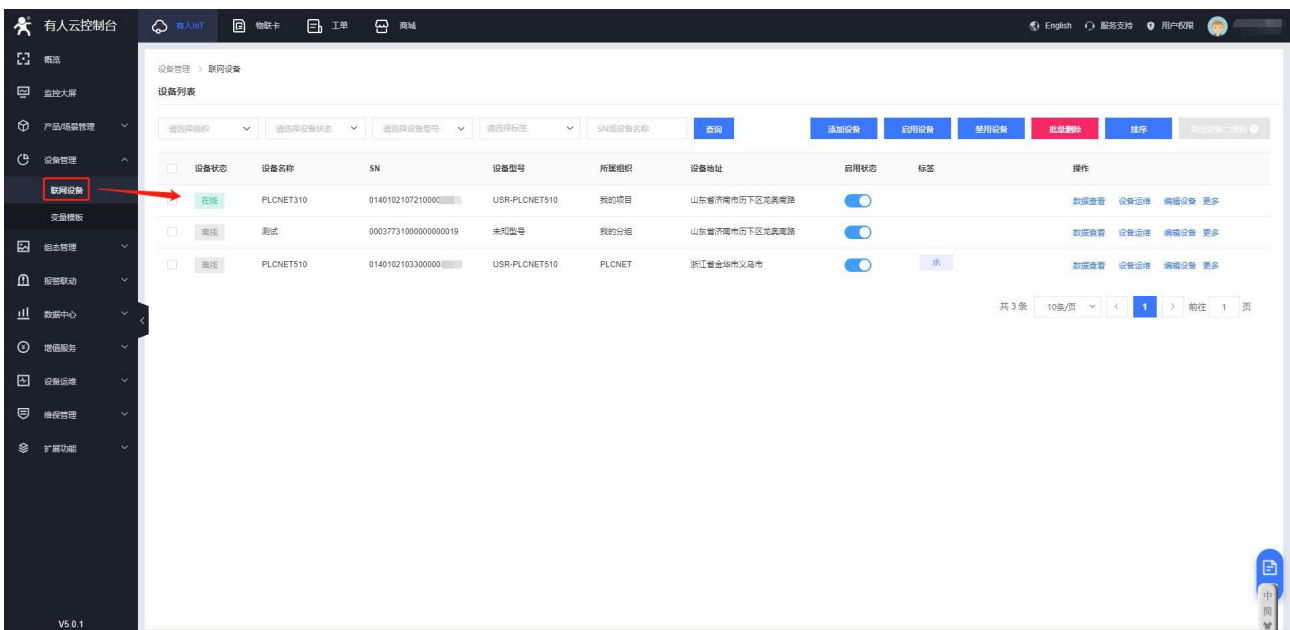 有人云控制台 有人IoT 物联卡 工单 商城 English 服务支持 用户权限
概览
监控大屏
产品/场景管理
设备管理
联网设备
变量模板
组态管理
报警联动
数据中心
增值服务
设备运维
维保管理
扩展功能
V5.0.1
设备管理 > 联网设备
设备列表
请选择组织 请选择设备状态 请选择设备型号 请选择标签 SN或设备名称 查询 添加设备 启用设备 禁用设备 批量删除 排序 导出设备二维码
设备状态 设备名称 SN 设备型号 所属组织 设备地址 启用状态 标签 操作
在线 PLCNET310 014010210721000 USR-PLCNET510 我的项目 山东省济南市历下区龙奥南路 数据查看 设备运维 编辑设备 更多
离线 测试 00037731000000000019 未知型号 我的分组 山东省济南市历下区龙奥南路 数据查看 设备运维 编辑设备 更多
离线 PLCNET510 0140102103300000 USR-PLCNET510 PLCNET 浙江省金华市义乌市 水 数据查看 设备运维 编辑设备 更多
共 3 条 10条/页 < 1 > 前往 1 页
中
简